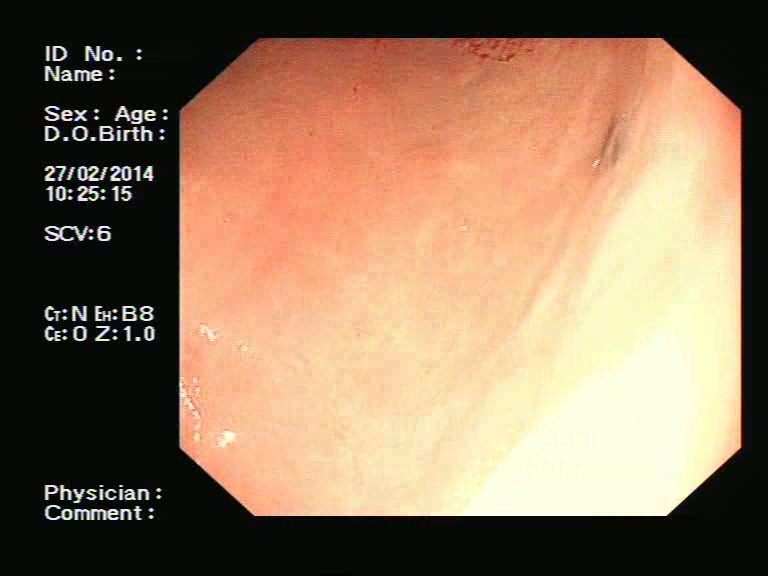 ID No. :
Name:
Sex: Age:
D.O.Birth:
27/02/2014
10:25:15
SCV:6
CT:N EH:B8
CE:0 Z:1.0
Physician:
Comment: